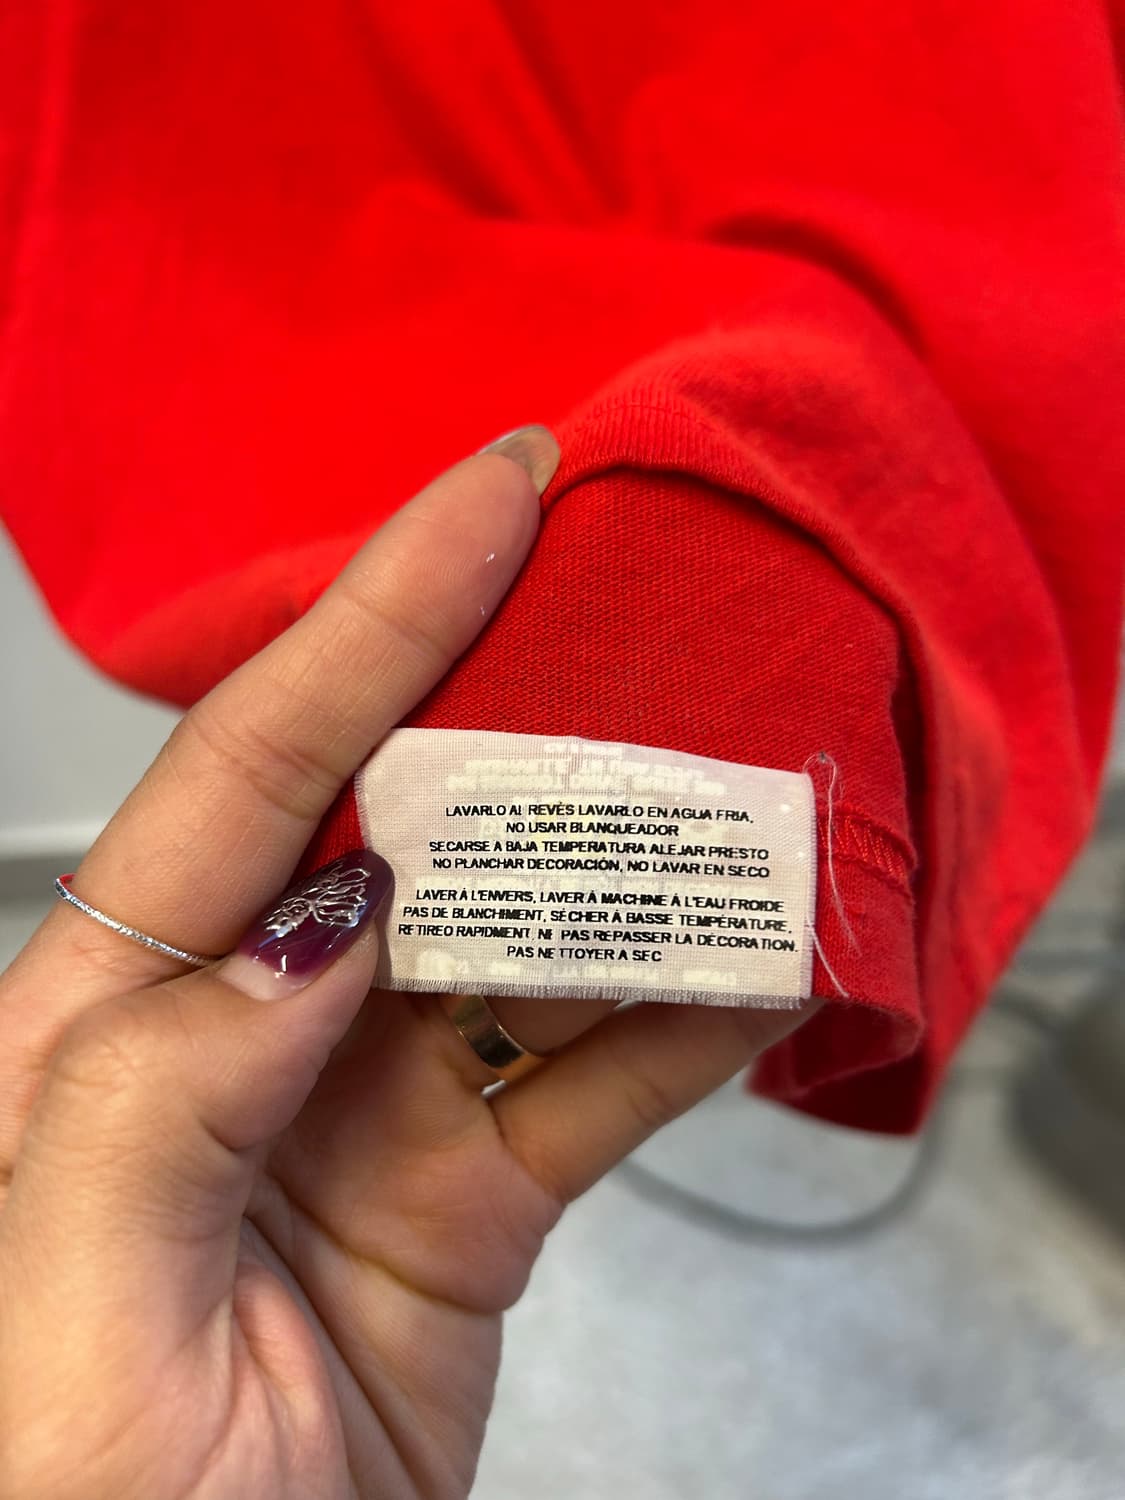 LAVARLO AL REVÉS LAVARLO EN AGUA FRIA,
NO USAR BLANQUEADOR
SECARSE A BAJA TEMPERATURA ALEJAR PRESTO
NO PLANCHAR DECORACIÓN, NO LAVAR EN SECO
LAVER À L'ENVERS, LAVER À MACHINE À L'EAU FROIDE
PAS DE BLANCHIMENT, SÉCHER À BASSE TEMPÉRATURE,
RETIREO RAPIDMENT. NE PAS REPASSER LA DÉCORATION.
PAS NETTOYER A SEC